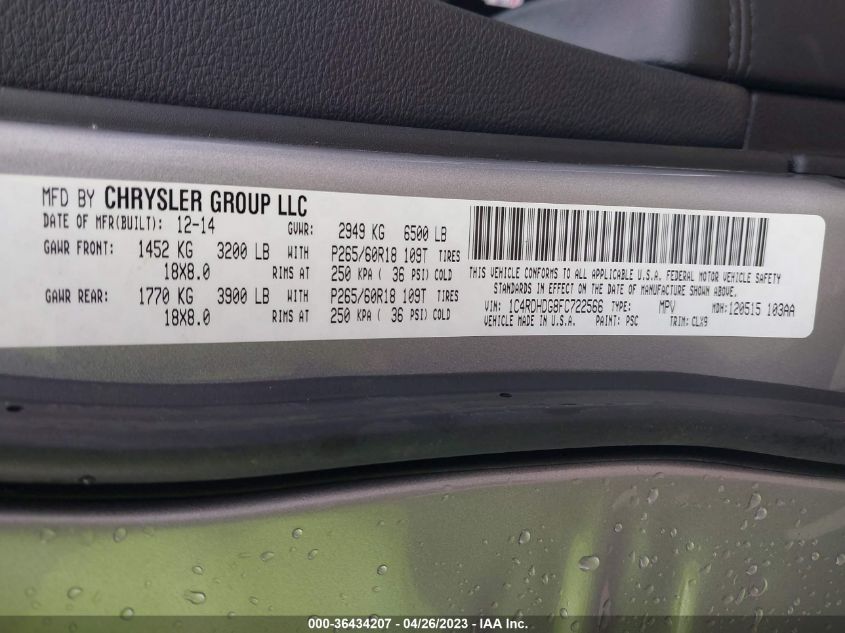 MFD BY CHRYSLER GROUP LLC
DATE OF MFR(BUILT): 12-14 GVWR: 2949 KG 6500 LB
GAWR FRONT: 1452 KG 3200 LB WITH P265/60R18 109T TIRES
18X8.0 RIMS AT 250 KPA ( 36 PSI) COLD
GAWR REAR: 1770 KG 3900 LB WITH P265/60R18 109T TIRES
18X8.0 RIMS AT 250 KPA ( 36 PSI) COLD
THIS VEHICLE CONFORMS TO ALL APPLICABLE U.S.A. FEDERAL MOTOR VEHICLE SAFETY
STANDARDS IN EFFECT ON THE DATE OF MANUFACTURE SHOWN ABOVE.
VIN: 1C4RDHDG8FC722566 TYPE: MPV MDH: 120515 103AA
VEHICLE MADE IN U.S.A. PAINT: PSC TRIM: CLX9
000-36434207 - 04/26/2023 - IAA Inc.